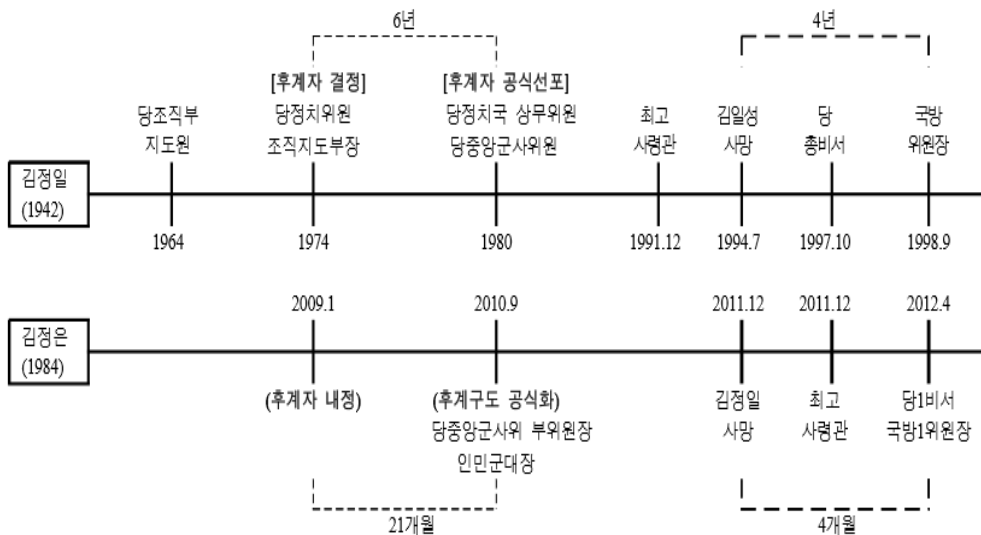 6년
4년
[후계자 결정]
당정치위원
조직지도부장
[후계자 공식선포]
당정치국 상무위원
당중앙군사위원
당조직부
지도원
최고
사령관
김일성
사망
당
총비서
국방
위원장
김정일
(1942)
1964
1974
1980
1991.12
1994.7
1997.10
1998.9
2009.1
2010.9
2011.12
2011.12
2012.4
김정은
(1984)
(후계자 내정)
(후계구도 공식화)
당중앙군사위 부위원장
인민군대장
김정일
사망
최고
사령관
당1비서
국방1위원장
21개월
4개월